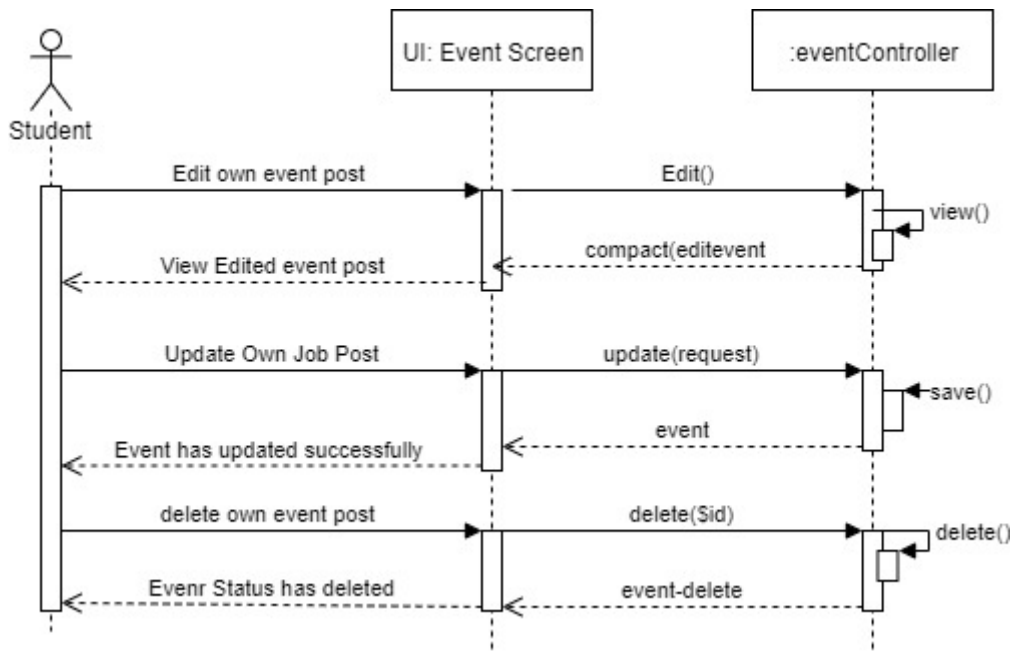 UI: Event Screen
:eventController
Student
Edit own event post
Edit()
view()
compact(editevent
View Edited event post
Update Own Job Post
update(request)
save()
event
Event has updated successfully
delete own event post
delete($id)
delete()
Evenr Status has deleted
event-delete